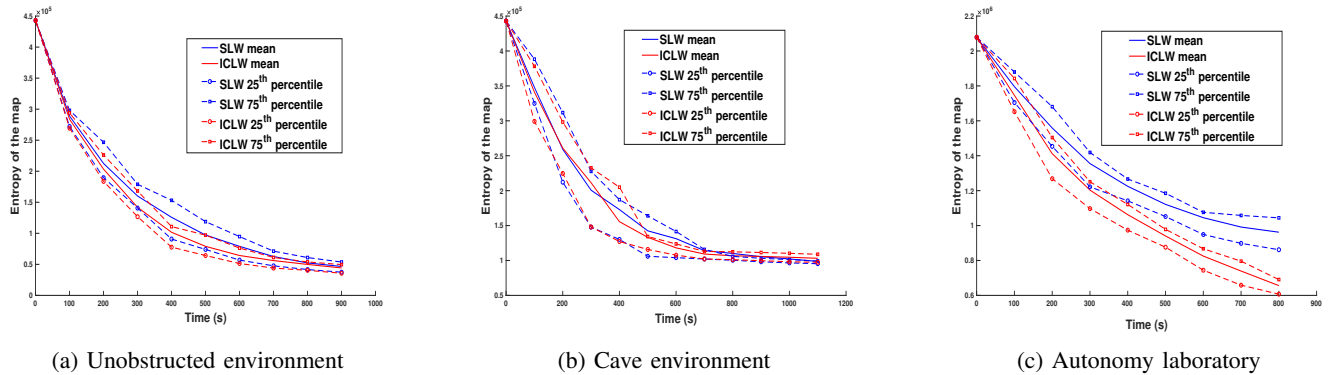 ×10^5
4.5
4
3.5
3
2.5
2
1.5
1
0.5
0
Entropy of the map
0 100 200 300 400 500 600 700 800 900 1000
Time (s)
SLW mean
ICLW mean
SLW 25th percentile
SLW 75th percentile
ICLW 25th percentile
ICLW 75th percentile
(a) Unobstructed environment
×10^5
4.5
4
3.5
3
2.5
2
1.5
1
0.5
Entropy of the map
0 200 400 600 800 1000 1200
Time (s)
SLW mean
ICLW mean
SLW 25th percentile
SLW 75th percentile
ICLW 25th percentile
ICLW 75th percentile
(b) Cave environment
×10^6
2.2
2
1.8
1.6
1.4
1.2
1
0.8
0.6
Entropy of the map
0 100 200 300 400 500 600 700 800 900
Time (s)
SLW mean
ICLW mean
SLW 25th percentile
SLW 75th percentile
ICLW 25th percentile
ICLW 75th percentile
(c) Autonomy laboratory